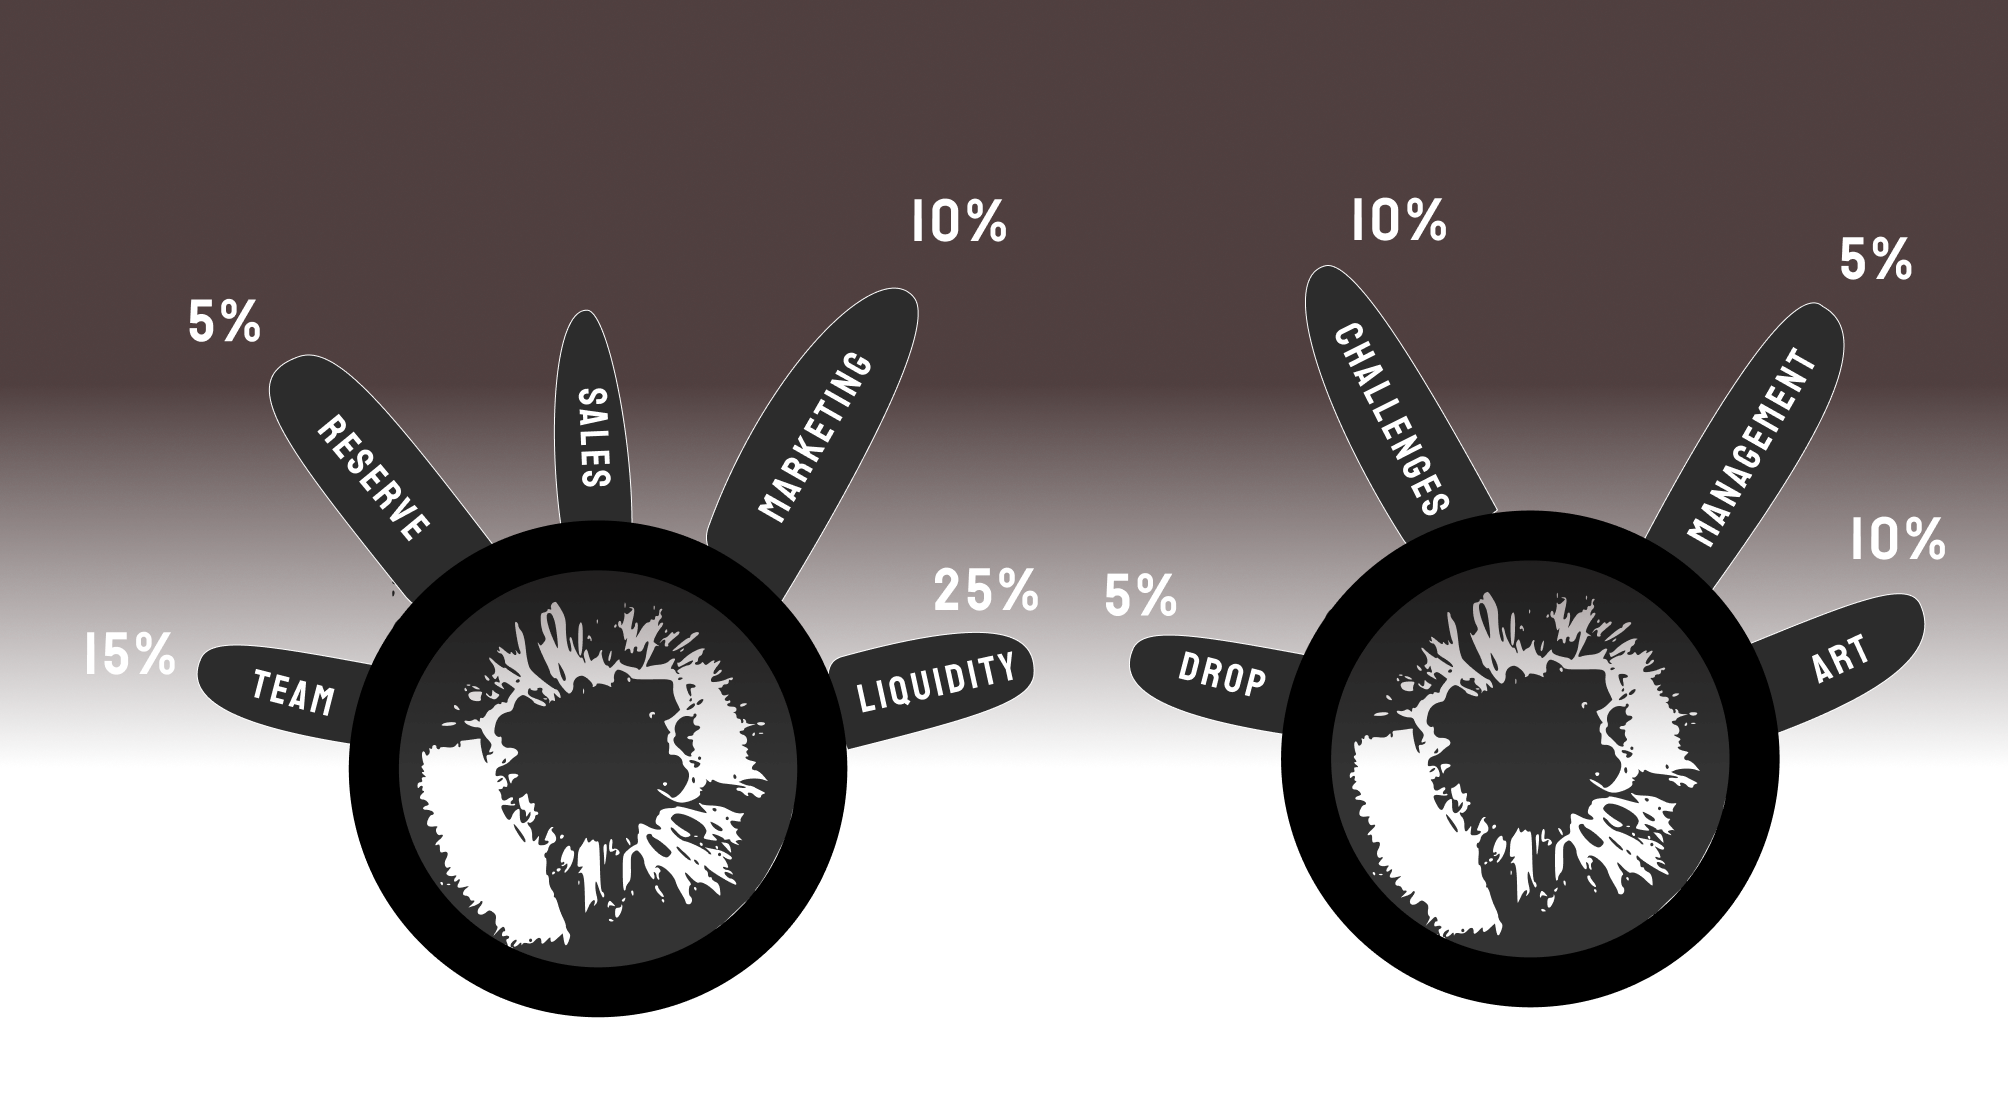 15%
TEAM
5%
RESERVE
SALES
10%
MARKETING
25%
LIQUIDITY
5%
DROP
10%
CHALLENGES
5%
MANAGEMENT
10%
ART